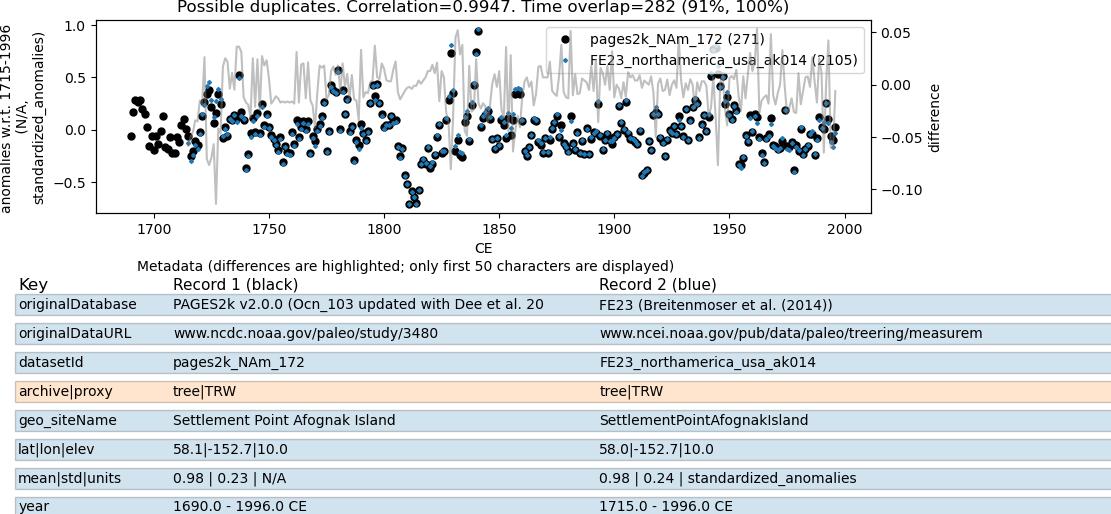 Possible duplicates. Correlation=0.9947. Time overlap=282 (91%, 100%)
anomalies w.r.t. 1715-1996
(N/A,
standardized_anomalies)
1.0
0.5
0.0
−0.5
pages2k_NAm_172 (271)
FE23_northamerica_usa_ak014 (2105)
0.05
0.00
−0.05
−0.10
difference
1700 1750 1800 1850 1900 1950 2000
CE
Metadata (differences are highlighted; only first 50 characters are displayed)
Key Record 1 (black) Record 2 (blue)
originalDatabase PAGES2k v2.0.0 (Ocn_103 updated with Dee et al. 20 FE23 (Breitenmoser et al. (2014))
originalDataURL www.ncdc.noaa.gov/paleo/study/3480 www.ncei.noaa.gov/pub/data/paleo/treering/measurem
datasetId pages2k_NAm_172 FE23_northamerica_usa_ak014
archive|proxy tree|TRW tree|TRW
geo_siteName Settlement Point Afognak Island SettlementPointAfognakIsland
lat|lon|elev 58.1|-152.7|10.0 58.0|-152.7|10.0
mean|std|units 0.98 | 0.23 | N/A 0.98 | 0.24 | standardized_anomalies
year 1690.0 - 1996.0 CE 1715.0 - 1996.0 CE